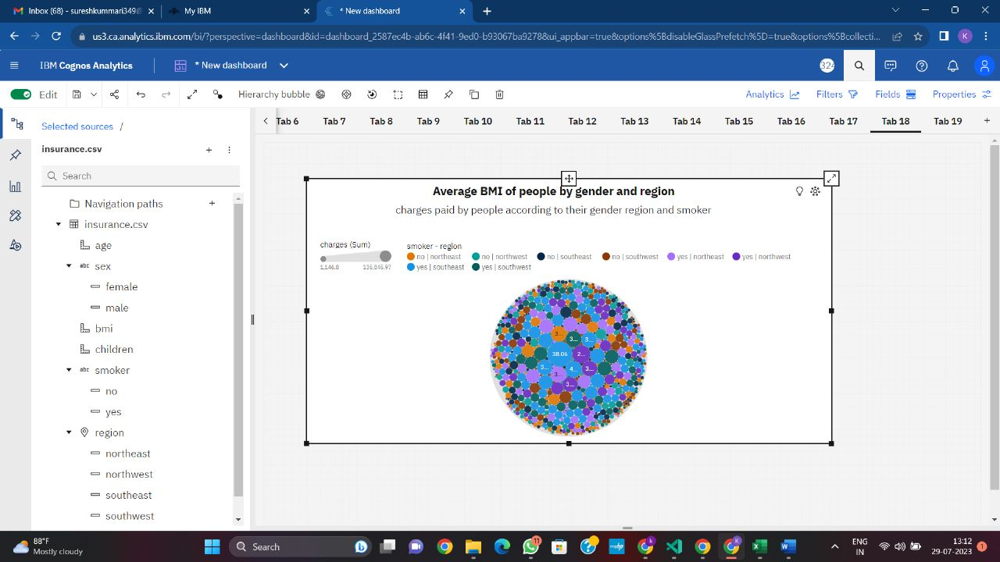 Inbox (68) - sureshkummari349@
My IBM
* New dashboard
us3.ca.analytics.ibm.com/bi/?perspective=dashboard&id=dashboard_2587ec4b-ab6c-4f41-9ed0-b93067ba9278&ui_appbar=true&options%5BdisableGlassPrefetch%5D=true&options%5Bcollecti...
K
IBM Cognos Analytics
* New dashboard
324
Edit
Hierarchy bubble
Analytics
Filters
Fields
Properties
Selected sources /
Tab 6 Tab 7 Tab 8 Tab 9 Tab 10 Tab 11 Tab 12 Tab 13 Tab 14 Tab 15 Tab 16 Tab 17 Tab 18 Tab 19
insurance.csv
Search
Navigation paths
insurance.csv
age
abc sex
female
male
bmi
children
abc smoker
no
yes
region
northeast
northwest
southeast
southwest
Average BMI of people by gender and region
charges paid by people according to their gender region and smoker
charges (Sum)
1,146.8
smoker - region
no | northeast no | northwest no | southeast no | southwest yes | northeast yes | northwest
yes | southeast yes | southwest
3...
3... 3...
38.06 2...
3... 4... 3...
3...
3...
88°F
Mostly cloudy
Search
11
ENG
IN
13:12
29-07-2023
1